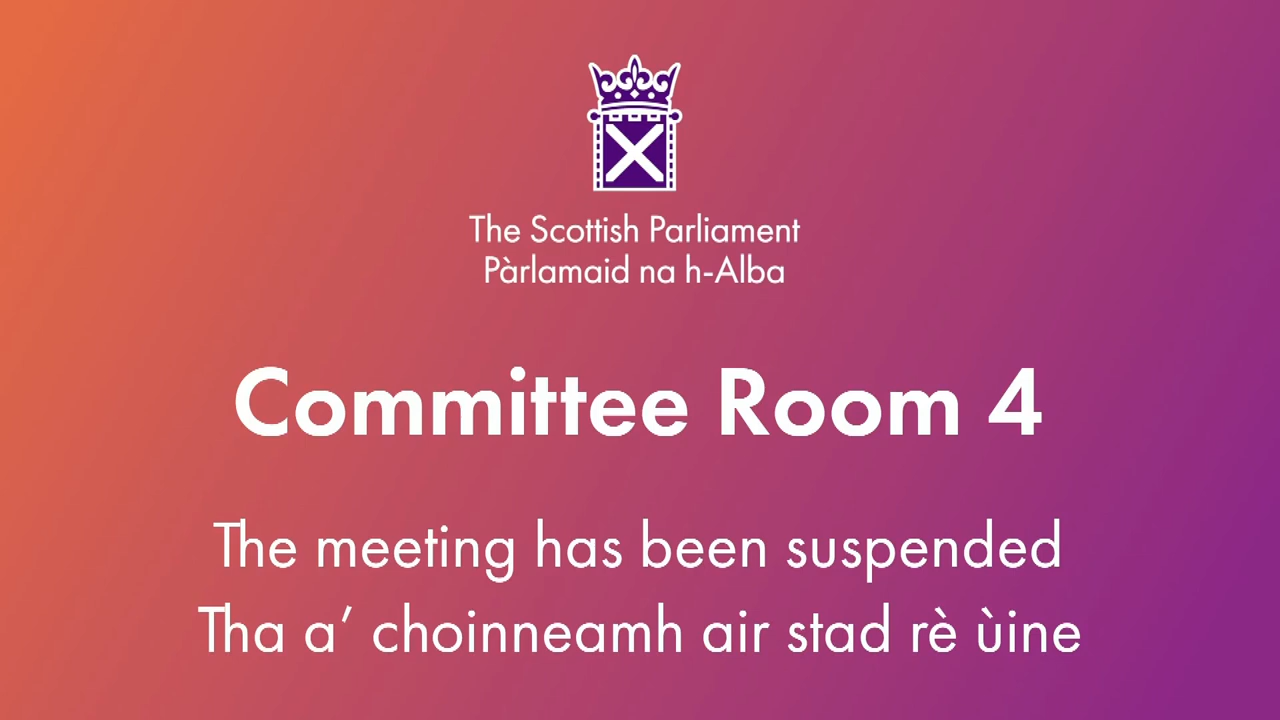 The Scottish Parliament
Pàrlamaid na h-Alba
Committee Room 4
The meeting has been suspended
Tha a’ choinneamh air stad rè ùine